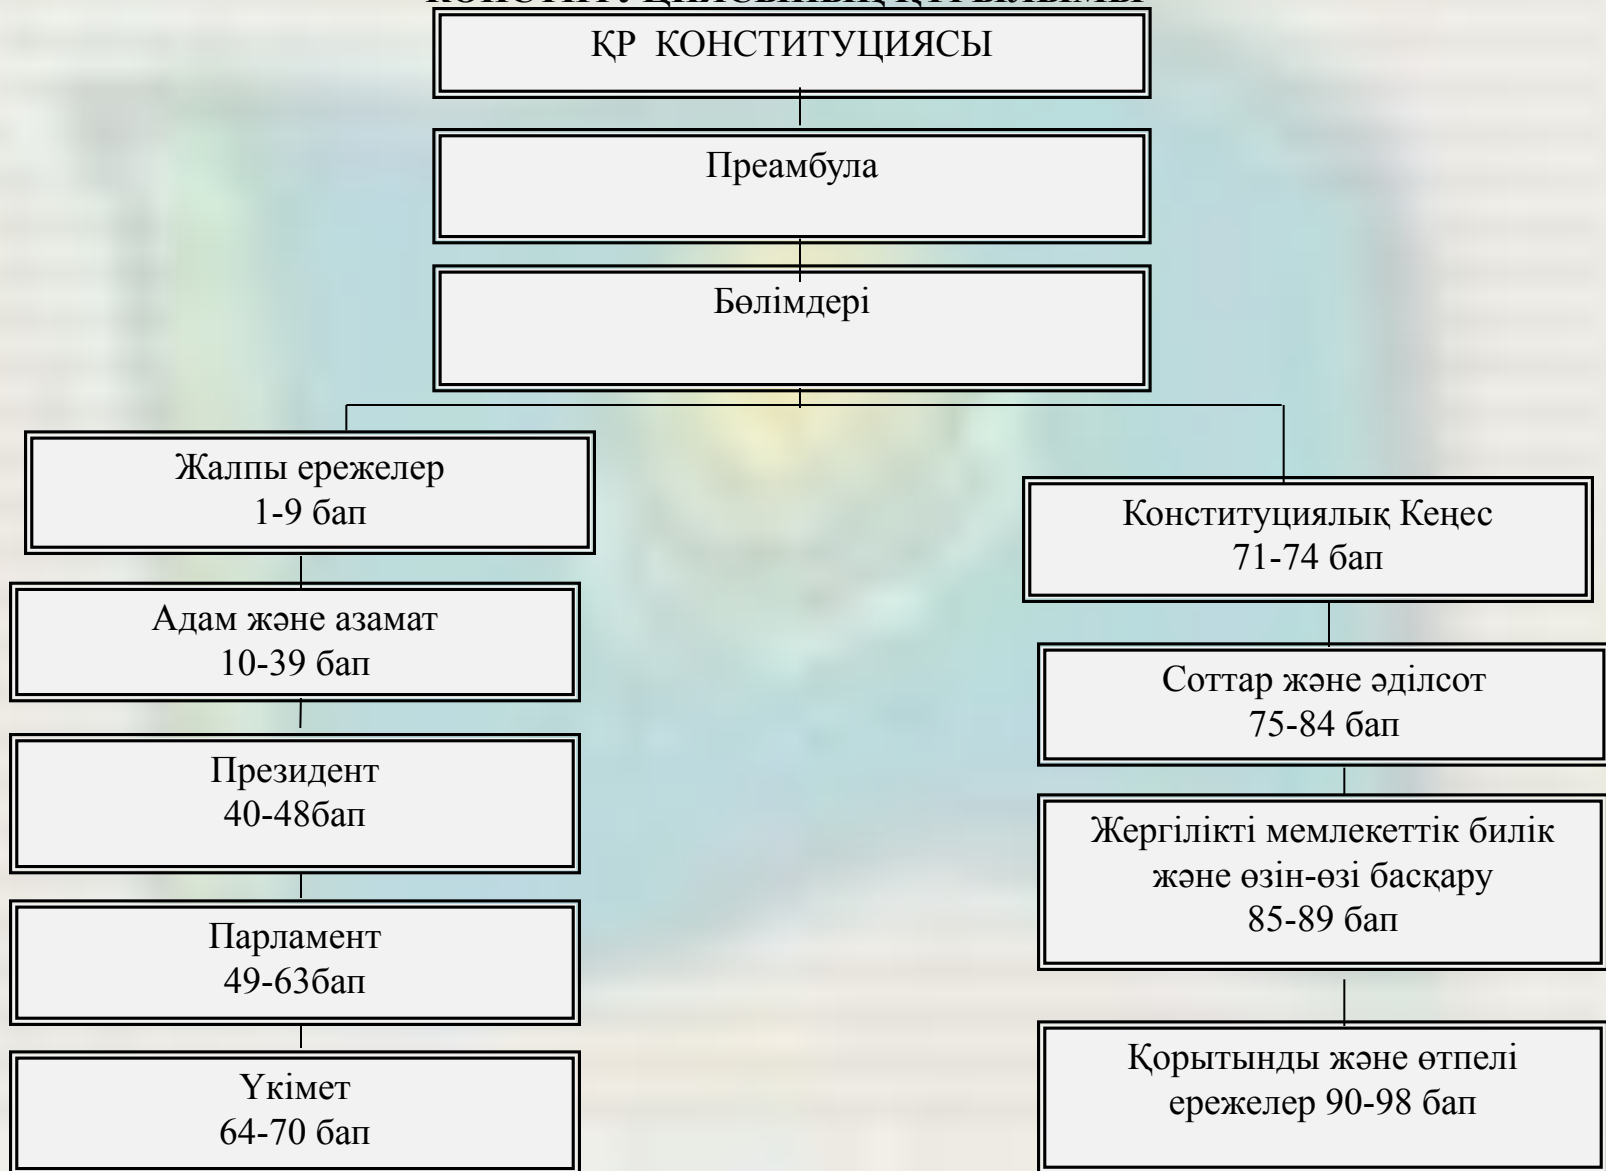 ҚР КОНСТИТУЦИЯСЫ
Преамбула
Бөлімдері
Жалпы ережелер
1-9 бап
Адам және азамат
10-39 бап
Президент
40-48бап
Парламент
49-63бап
Үкімет
64-70 бап
Конституциялық Кеңес
71-74 бап
Соттар және әділсот
75-84 бап
Жергілікті мемлекеттік билік
және өзін-өзі басқару
85-89 бап
Қорытынды және өтпелі
ережелер 90-98 бап